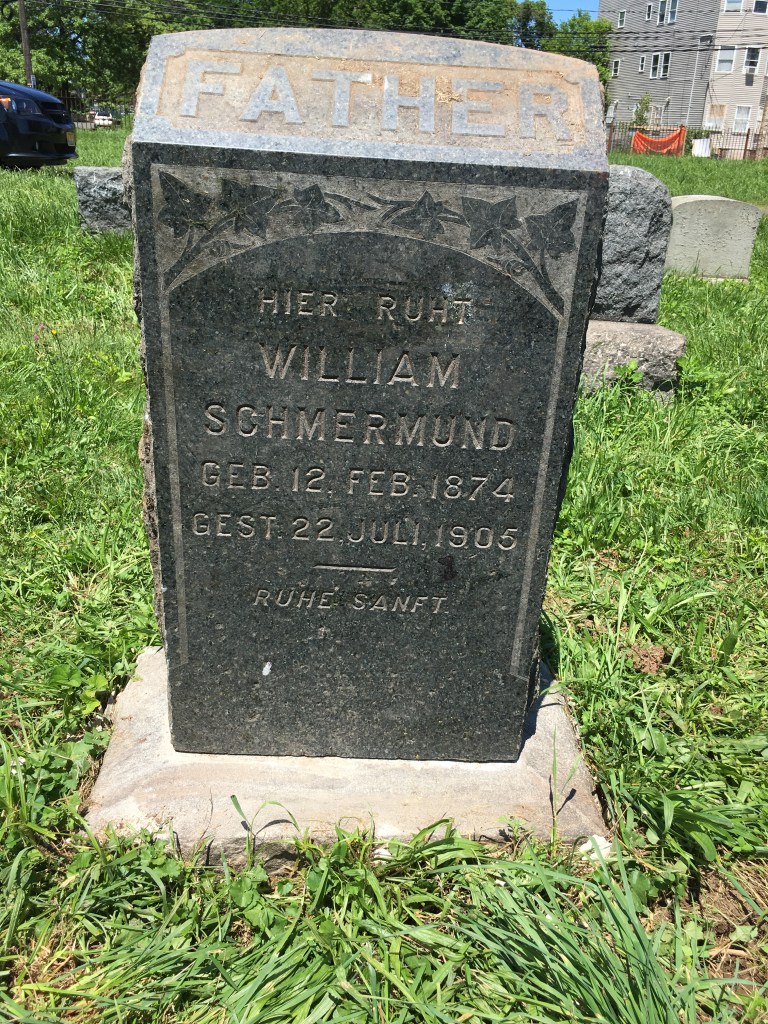 FATHER
HIER RUHT
WILLIAM
SCHMERMUND
GEB. 12, FEB. 1874
GEST. 22, JULI, 1905
RUHE SANFT.